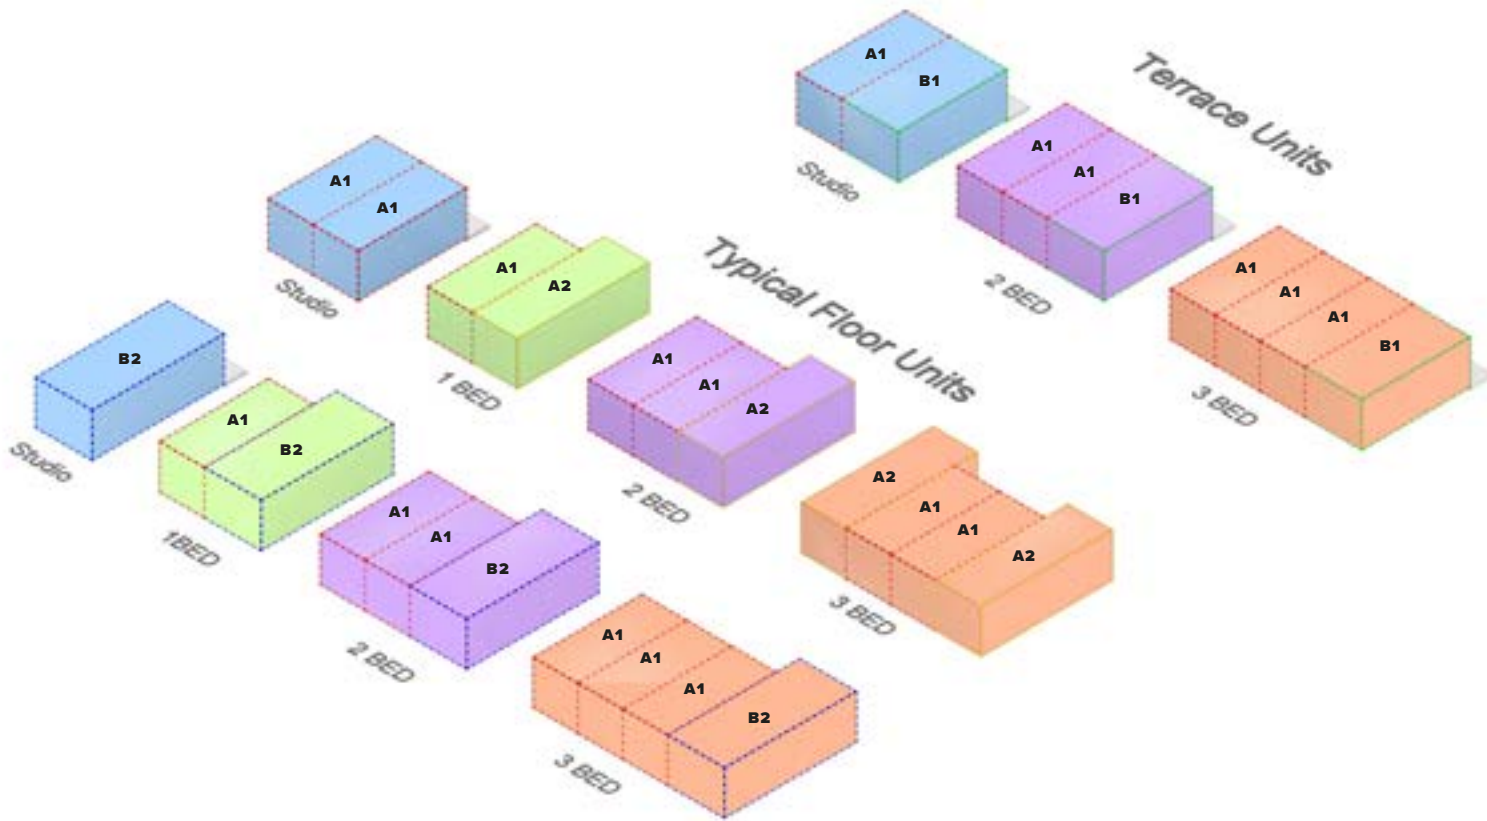 Terrace Units
A1
B1
Studio
A1
A1
B1
2 BED
A1
A1
A1
B1
3 BED
Typical Floor Units
A1
A1
Studio
A1
A2
1 BED
A1
A1
A2
2 BED
A2
A1
A1
A2
3 BED
B2
Studio
A1
B2
1BED
A1
A1
B2
2 BED
A1
A1
A1
B2
3 BED